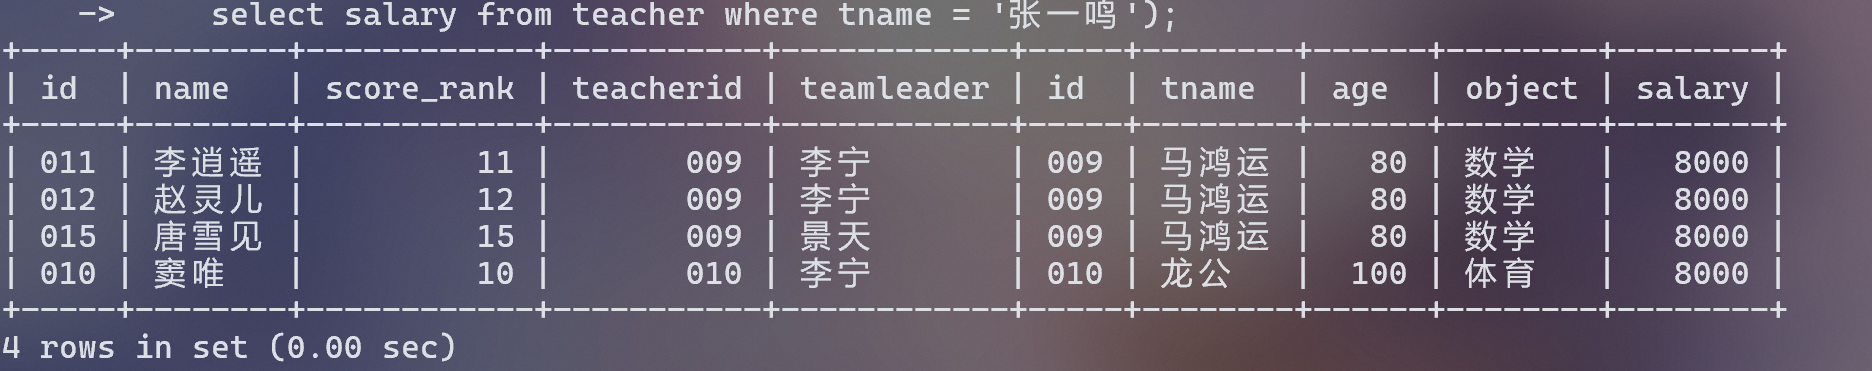 ->     select salary from teacher where tname = '张一鸣');
+-----+--------+------------+------------+-------------+-----+--------+------+---------+--------+
| id  | name   | score_rank | teacherid | teamleader | id  | tname  | age  | object | salary |
+-----+--------+------------+------------+-------------+-----+--------+------+---------+--------+
| 011 | 李逍遥 |         11 |       009 | 李宁       | 009 | 马鸿运 |   80 | 数学   |   8000 |
| 012 | 赵灵儿 |         12 |       009 | 李宁       | 009 | 马鸿运 |   80 | 数学   |   8000 |
| 015 | 唐雪见 |         15 |       009 | 景天       | 009 | 马鸿运 |   80 | 数学   |   8000 |
| 010 | 窦唯   |         10 |       010 | 李宁       | 010 | 龙公   |  100 | 体育   |   8000 |
+-----+--------+------------+------------+-------------+-----+--------+------+---------+--------+
4 rows in set (0.00 sec)